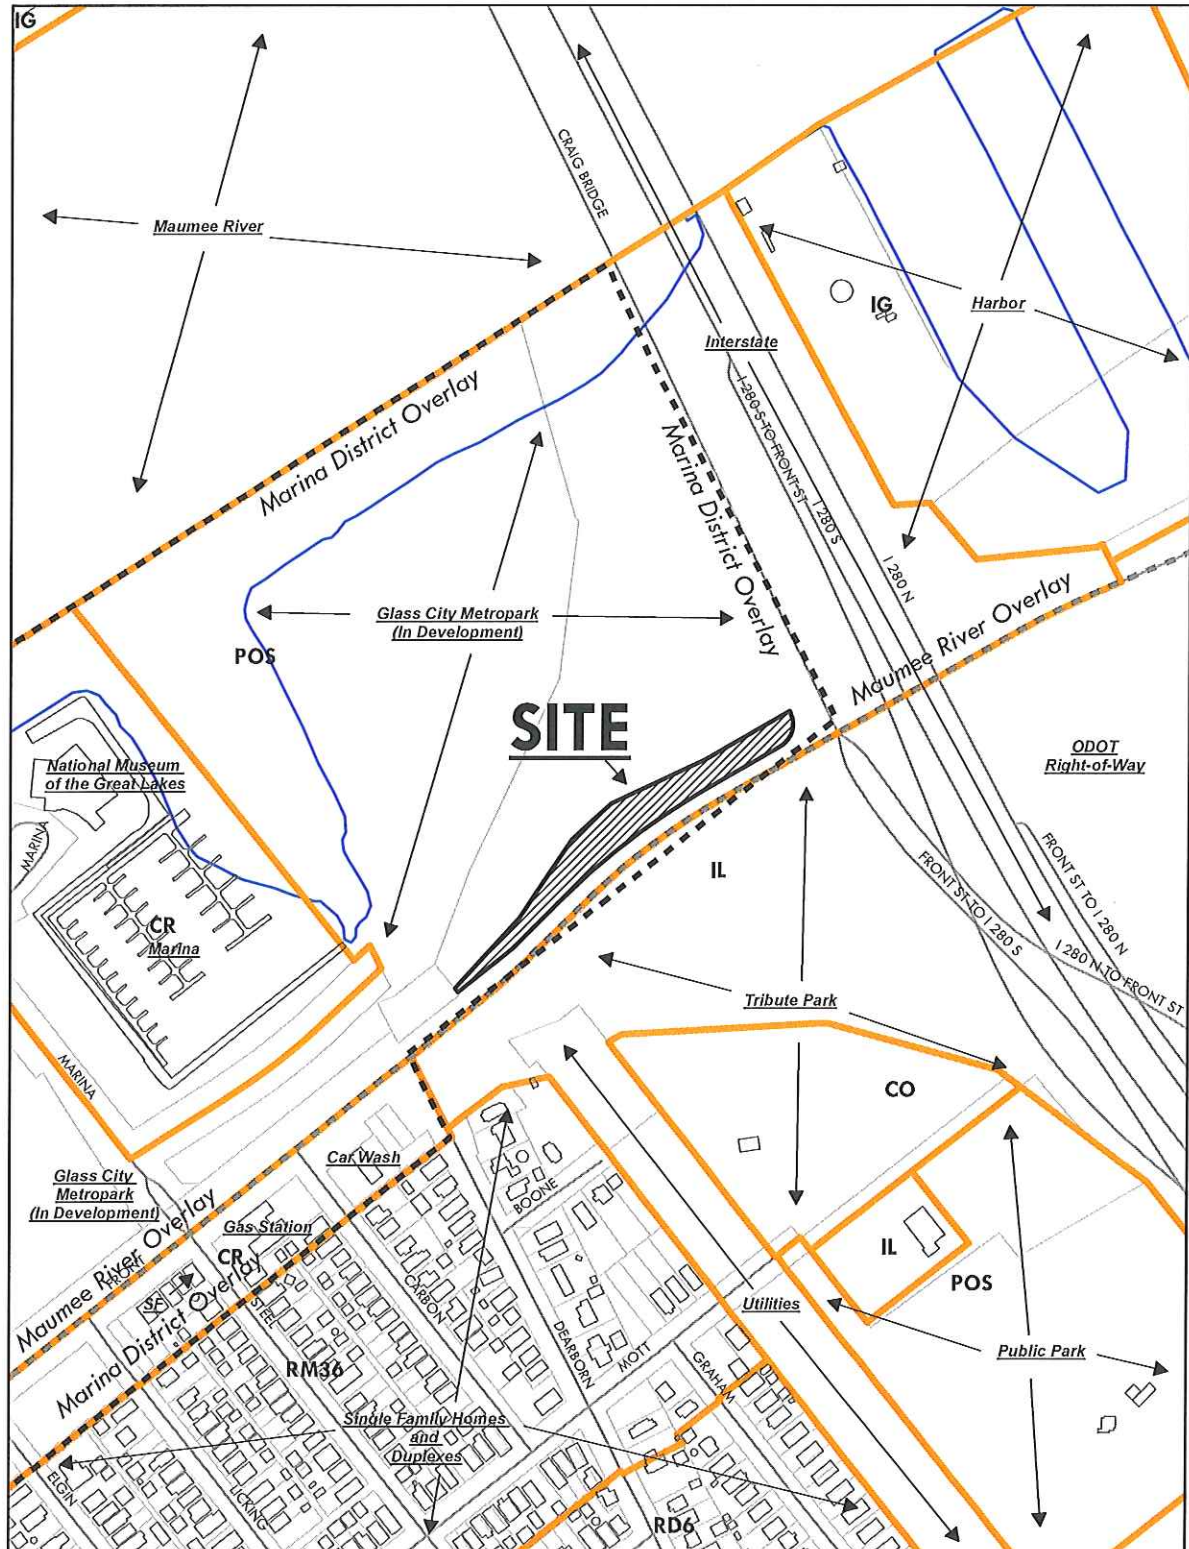 IG
CRAIG BRIDGE
Maumee River
Harbor
IG
Interstate
Marina District Overlay
Marina District Overlay
I 280 S TO FRONT ST
I 280 S
I 280 N
Glass City Metropark
(In Development)
POS
Maumee River Overlay
SITE
ODOT
Right-of-Way
National Museum
of the Great Lakes
MARINA
IL
FRONT ST TO I 280 N
FRONT ST TO I 280 S
I 280 N TO FRONT ST
CR
Marina
Tribute Park
MARINA
CO
Car Wash
Glass City
Metropark
(In Development)
BOONE
Gas Station
Maumee River Overlay
FRONT
CR
IL
POS
SF
STEEL
CARBON
Utilities
Marina District Overlay
DEARBORN
MOTT
GRAHAM
Public Park
RM36
Single Family Homes
and
Duplexes
ELGIN
LICKING
RD6